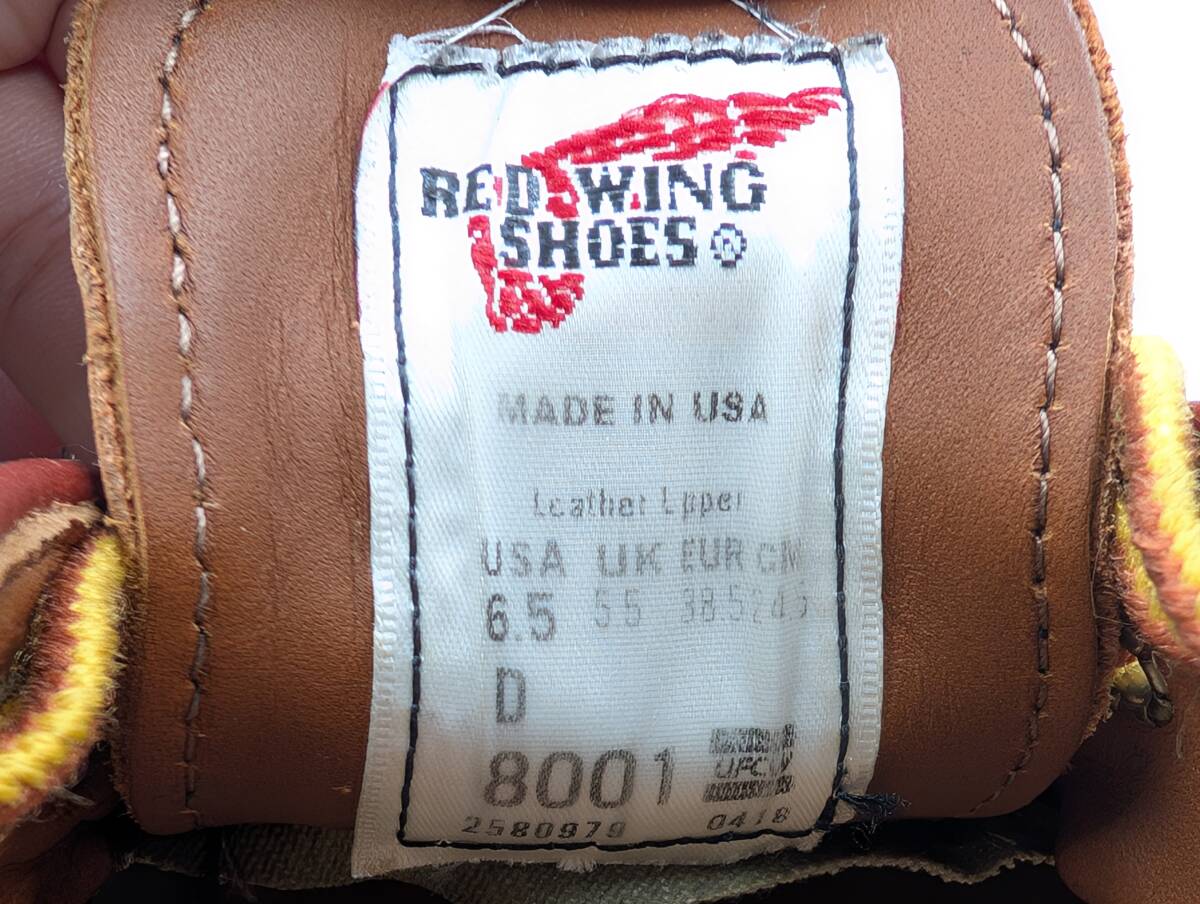 RED WING
SHOES ®
MADE IN USA
Leather Upper
USA UK EUR CM
6.5 5.5 38.5 24.5
D
8001 UFCW
2580979 0418